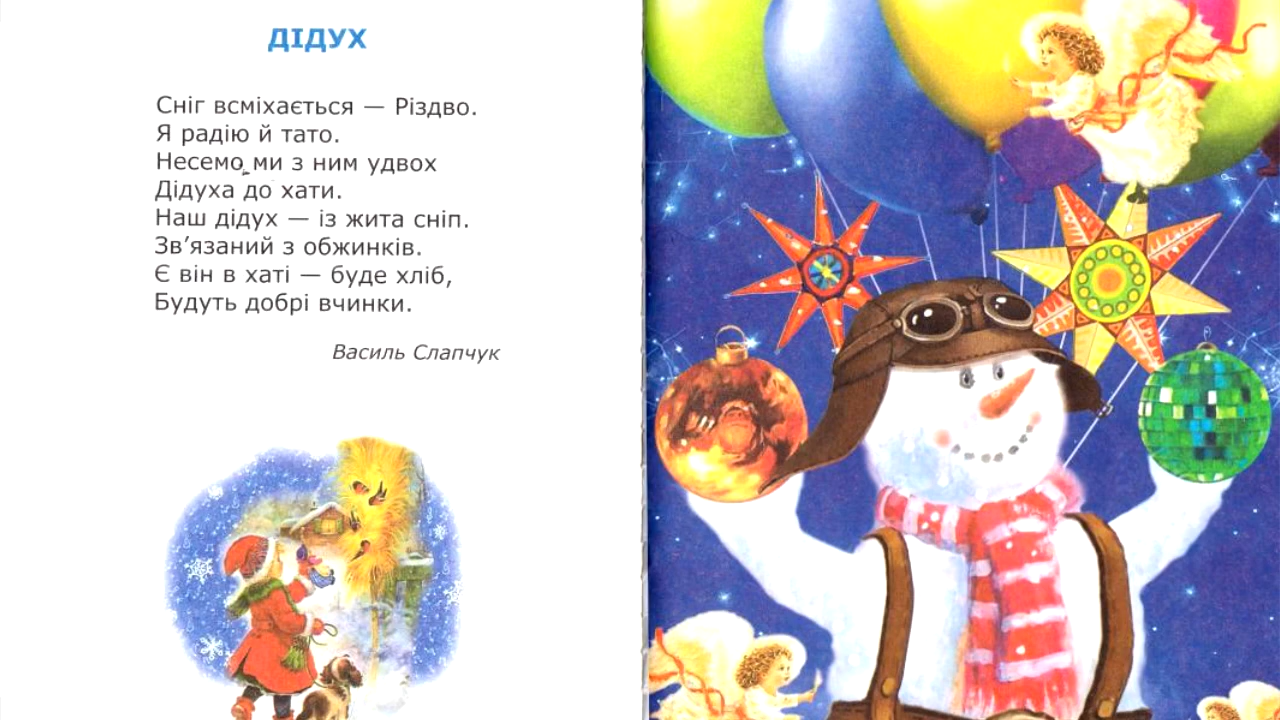 ДІДУХ
Сніг всміхається — Різдво.
Я радію й тато.
Несемо ми з ним удвох
Дідуха до хати.
Наш дідух — із жита сніп.
Зв’язаний з обжинків.
Є він в хаті — буде хліб,
Будуть добрі вчинки.
Василь Слапчук